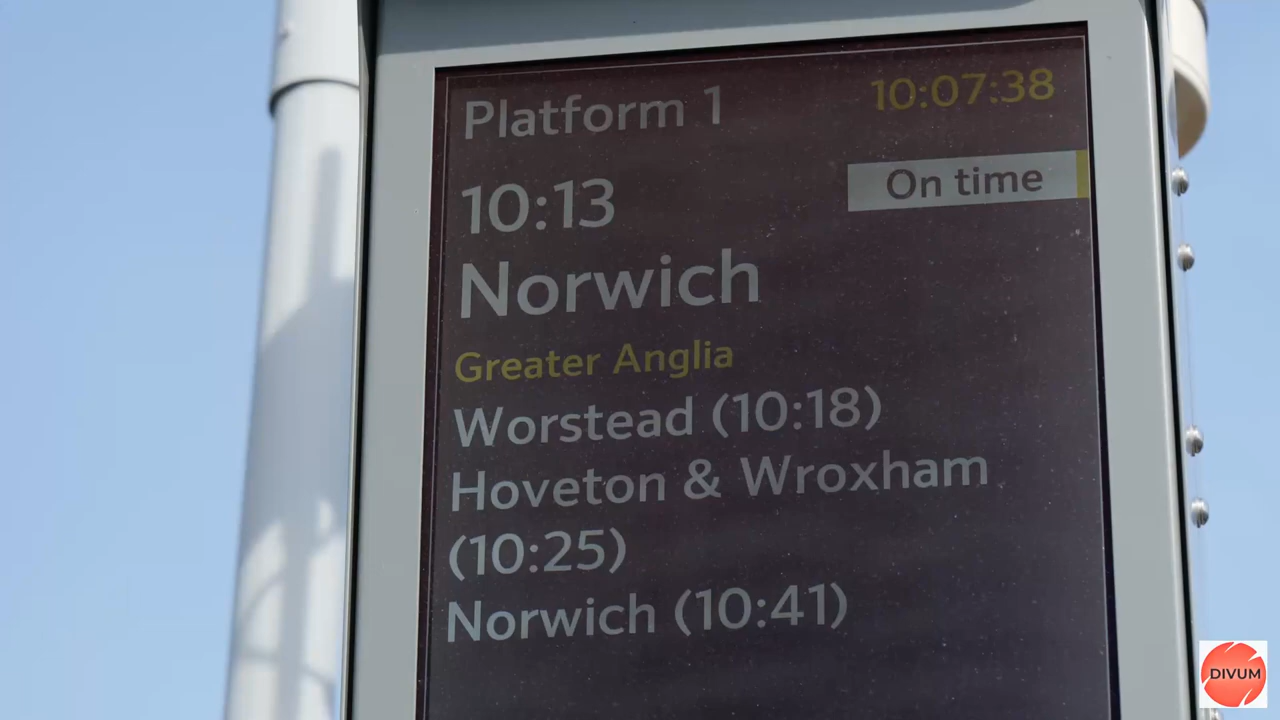 Platform 1 10:07:38
10:13 On time
Norwich
Greater Anglia
Worstead (10:18)
Hoveton & Wroxham
(10:25)
Norwich (10:41)
DIVUM